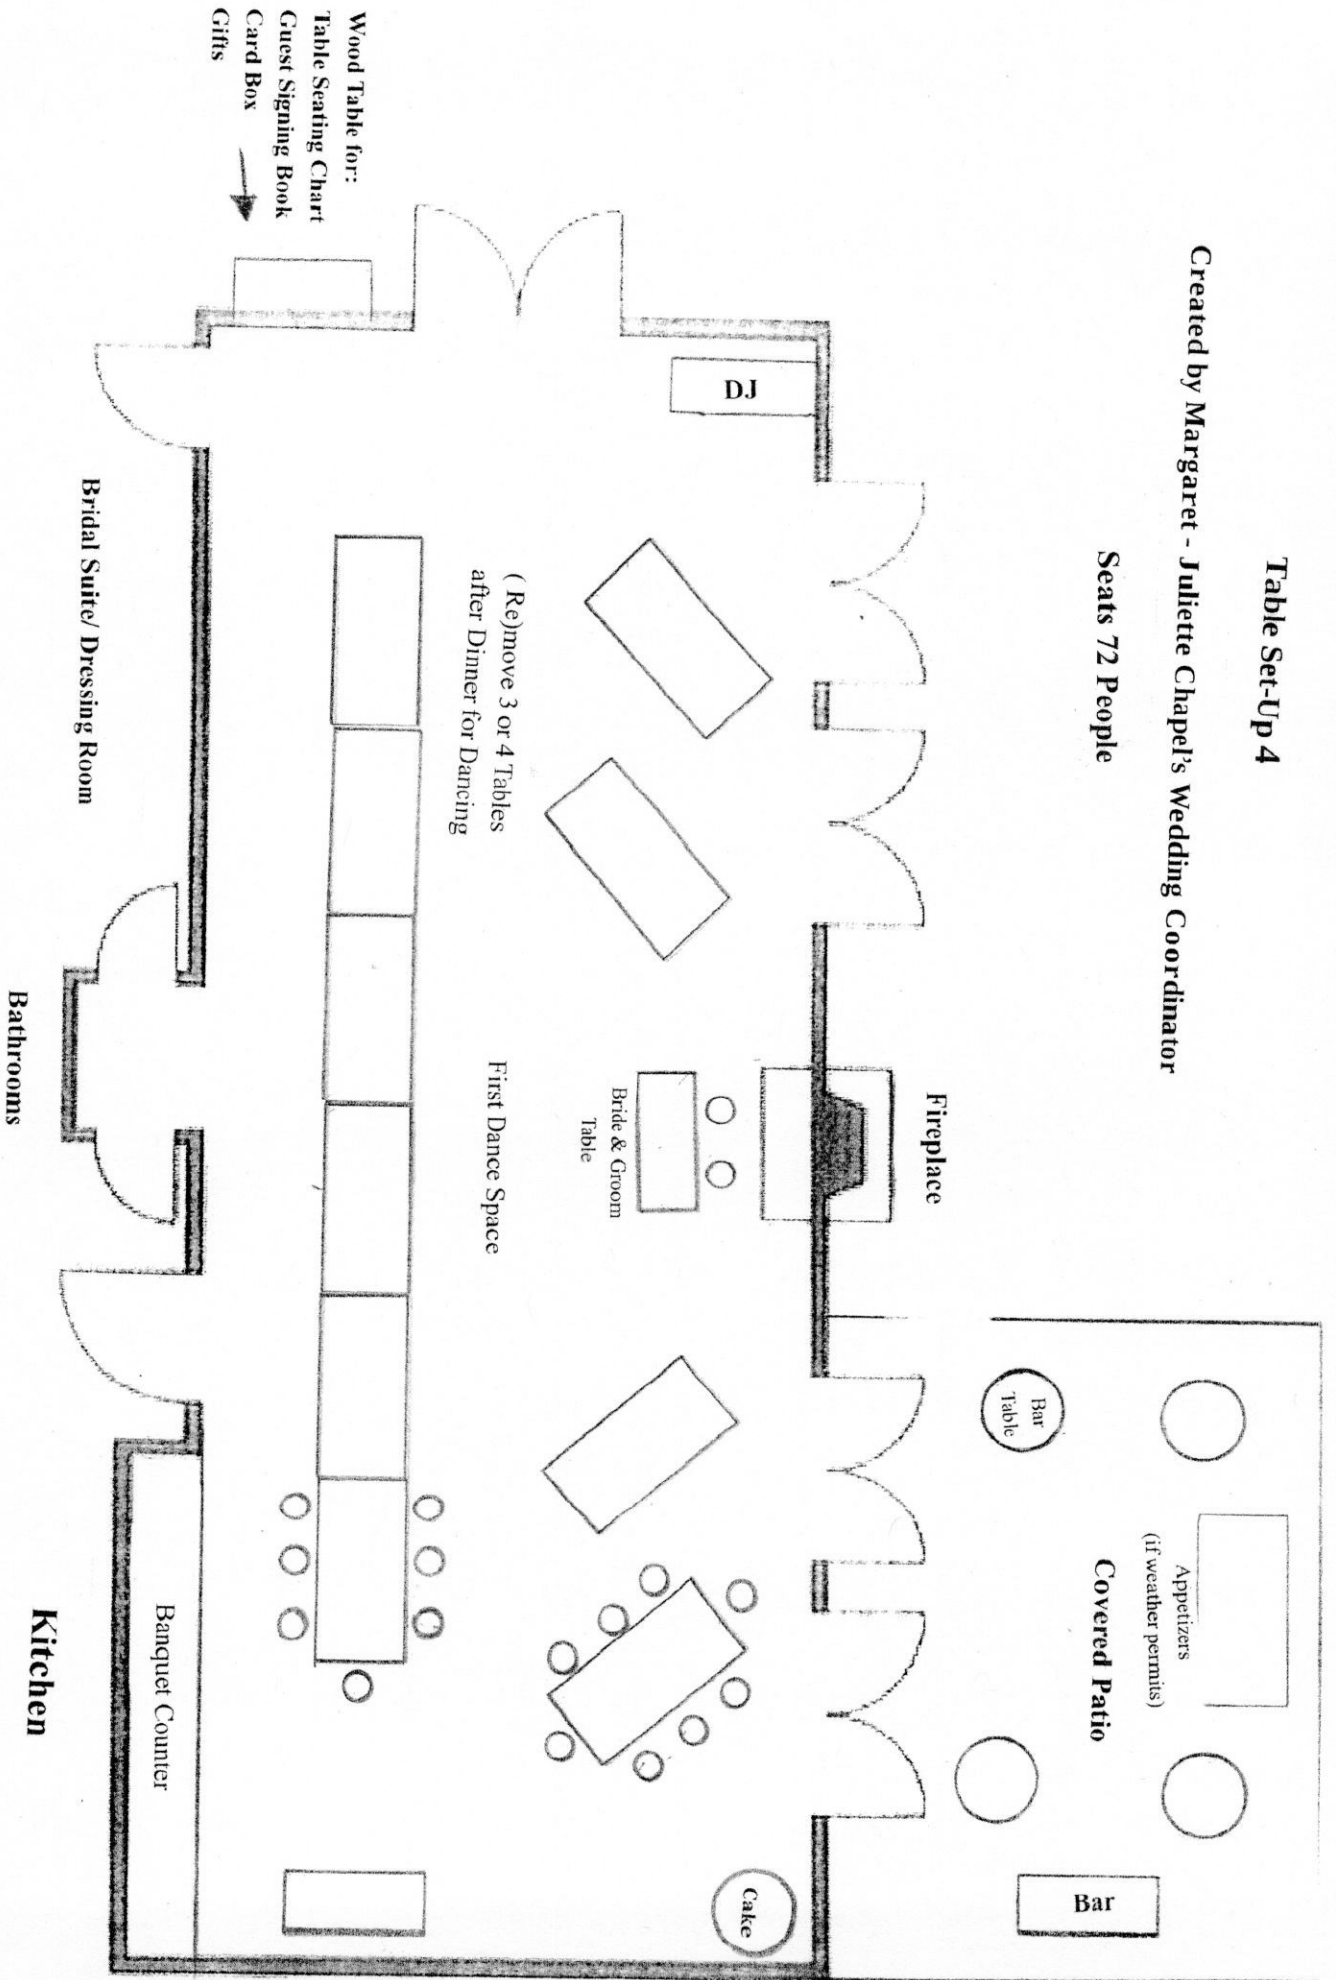 Table Set-Up 4
Created by Margaret - Juliette Chapel's Wedding Coordinator
Seats 72 People
Wood Table for:
Table Seating Chart
Guest Signing Book
Card Box
Gifts
DJ
Fireplace
Bar
Table
Appetizers
(if weather permits)
Covered Patio
Bar
Bride & Groom
Table
First Dance Space
( Re)move 3 or 4 Tables
after Dinner for Dancing
Cake
Bridal Suite/ Dressing Room
Bathrooms
Banquet Counter
Kitchen